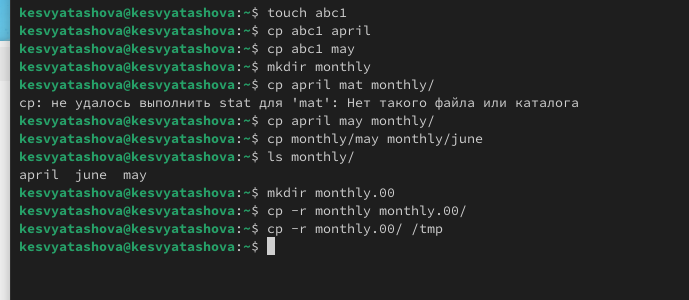 kesvyatashova@kesvyatashova:~$ touch abc1
kesvyatashova@kesvyatashova:~$ cp abc1 april
kesvyatashova@kesvyatashova:~$ cp abc1 may
kesvyatashova@kesvyatashova:~$ mkdir monthly
kesvyatashova@kesvyatashova:~$ cp april mat monthly/
cp: не удалось выполнить stat для 'mat': Нет такого файла или каталога
kesvyatashova@kesvyatashova:~$ cp april may monthly/
kesvyatashova@kesvyatashova:~$ cp monthly/may monthly/june
kesvyatashova@kesvyatashova:~$ ls monthly/
april  june  may
kesvyatashova@kesvyatashova:~$ mkdir monthly.00
kesvyatashova@kesvyatashova:~$ cp -r monthly monthly.00/
kesvyatashova@kesvyatashova:~$ cp -r monthly.00/ /tmp
kesvyatashova@kesvyatashova:~$